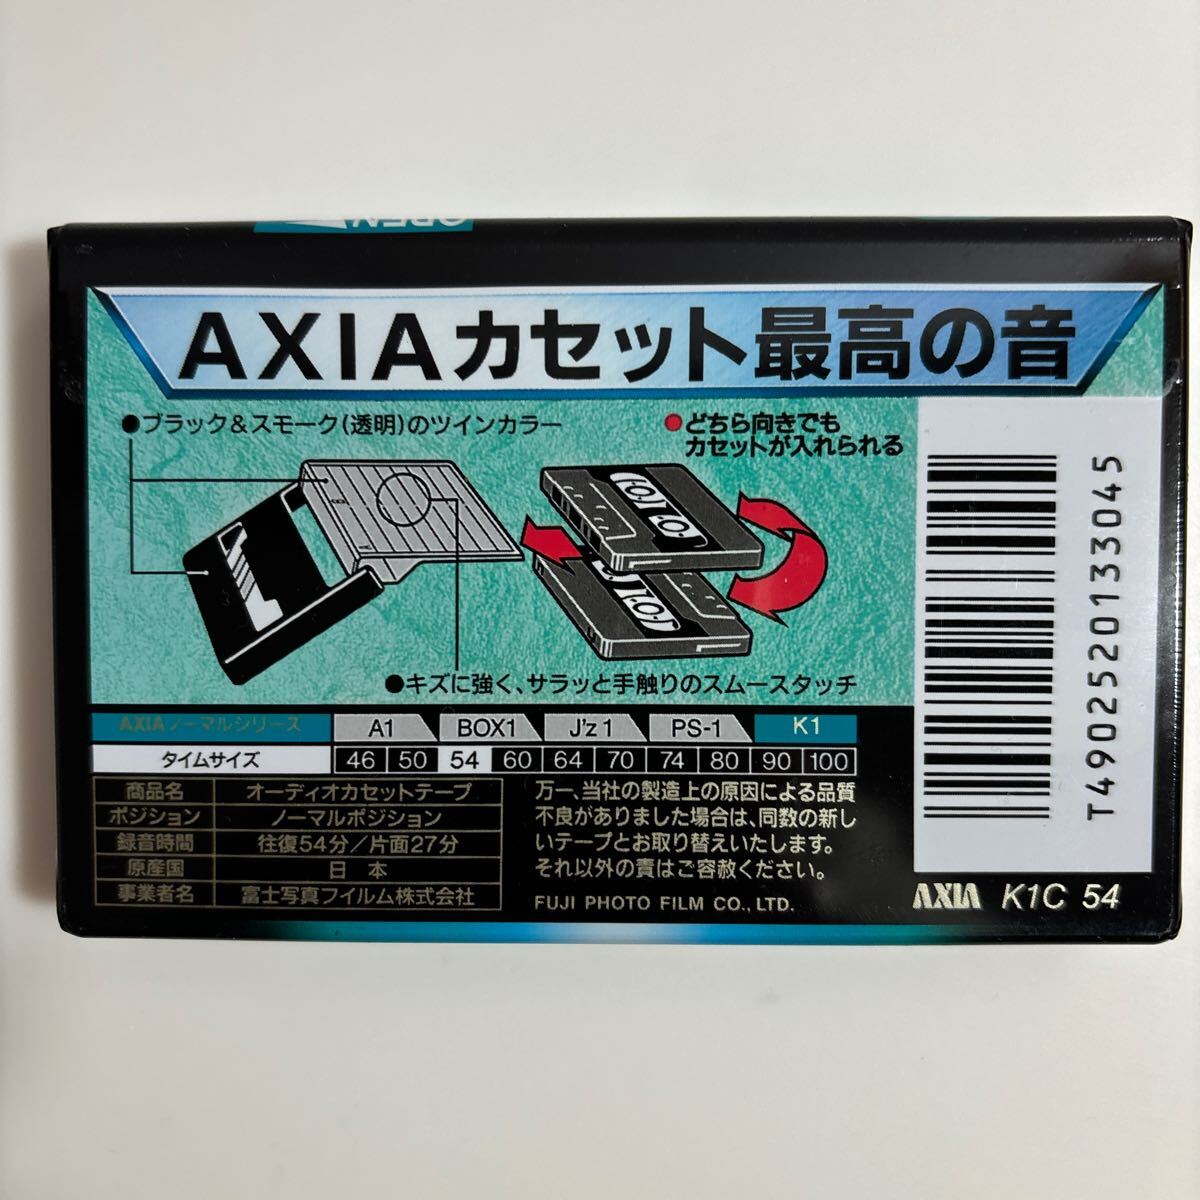 OPEN
AXIAカセット最高の音
●ブラック&スモーク(透明)のツインカラー
●どちら向きでも
カセットが入れられる
●キズに強く、サラッと手触りのスムースタッチ
T4902520133045
AXIAノーマルシリーズ A1 BOX1 J'z 1 PS-1 K1
タイムサイズ 46 50 54 60 64 70 74 80 90 100
商品名 オーディオカセットテープ
ポジション ノーマルポジション
録音時間 往復54分/片面27分
原産国 日本
事業者名 富士写真フイルム株式会社
万一、当社の製造上の原因による品質
不良がありました場合は、同数の新し
いテープとお取り替えいたします。
それ以外の責はご容赦ください。
FUJI PHOTO FILM CO., LTD.
AXIA K1C 54